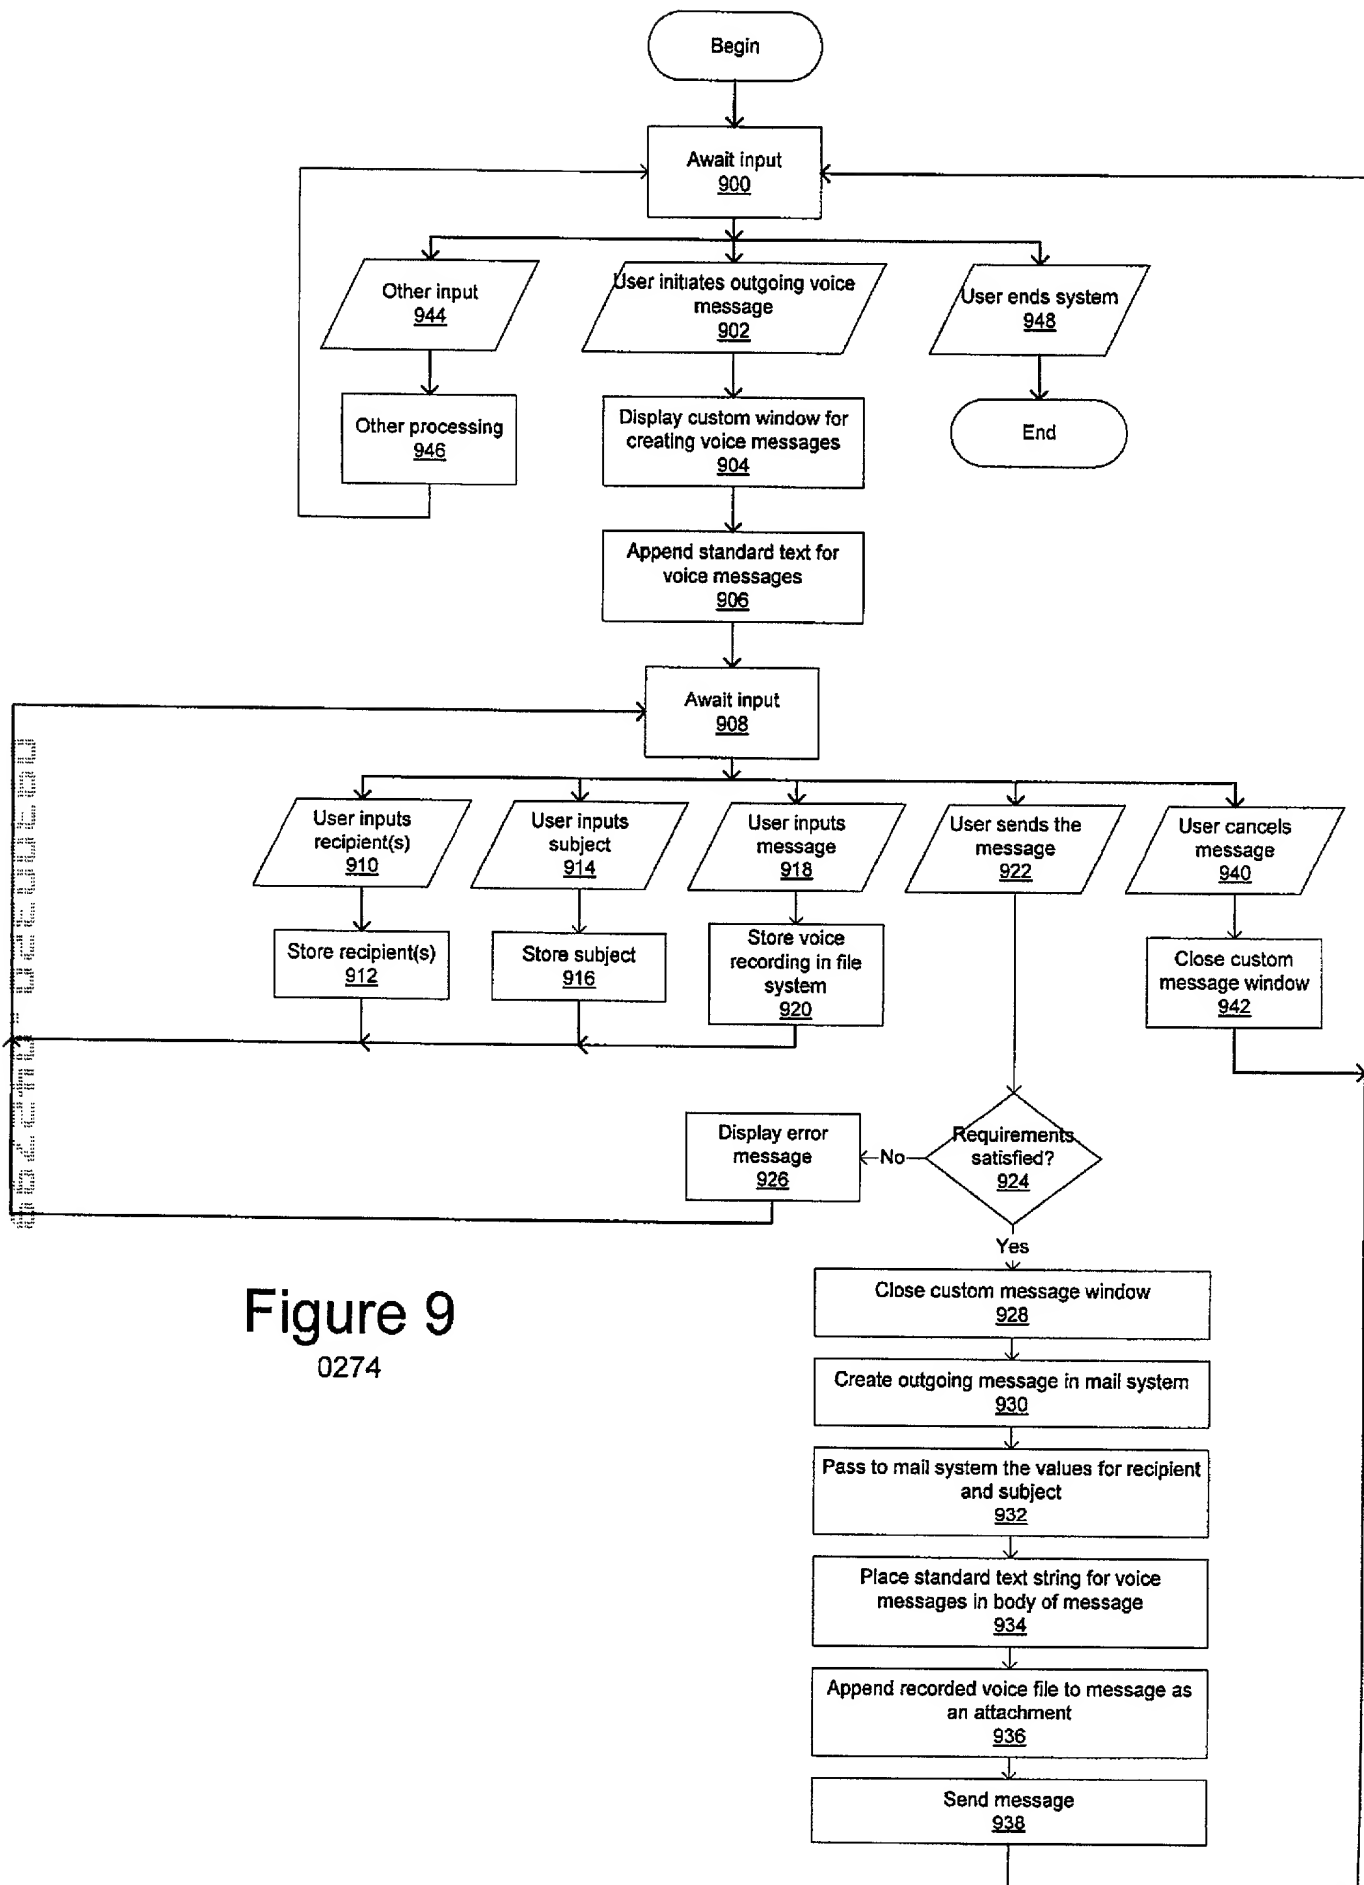 Begin
Await input
900
Other input
944
User initiates outgoing voice
message
902
User ends system
948
Other processing
946
Display custom window for
creating voice messages
904
End
Append standard text for
voice messages
906
Await input
908
User inputs
recipient(s)
910
User inputs
subject
914
User inputs
message
918
User sends the
message
922
User cancels
message
940
Store recipient(s)
912
Store subject
916
Store voice
recording in file
system
920
Close custom
message window
942
Display error
message
926
No
Requirements
satisfied?
924
Yes
Close custom message window
928
Create outgoing message in mail system
930
Pass to mail system the values for recipient
and subject
932
Place standard text string for voice
messages in body of message
934
Append recorded voice file to message as
an attachment
936
Send message
938
Figure 9
0274